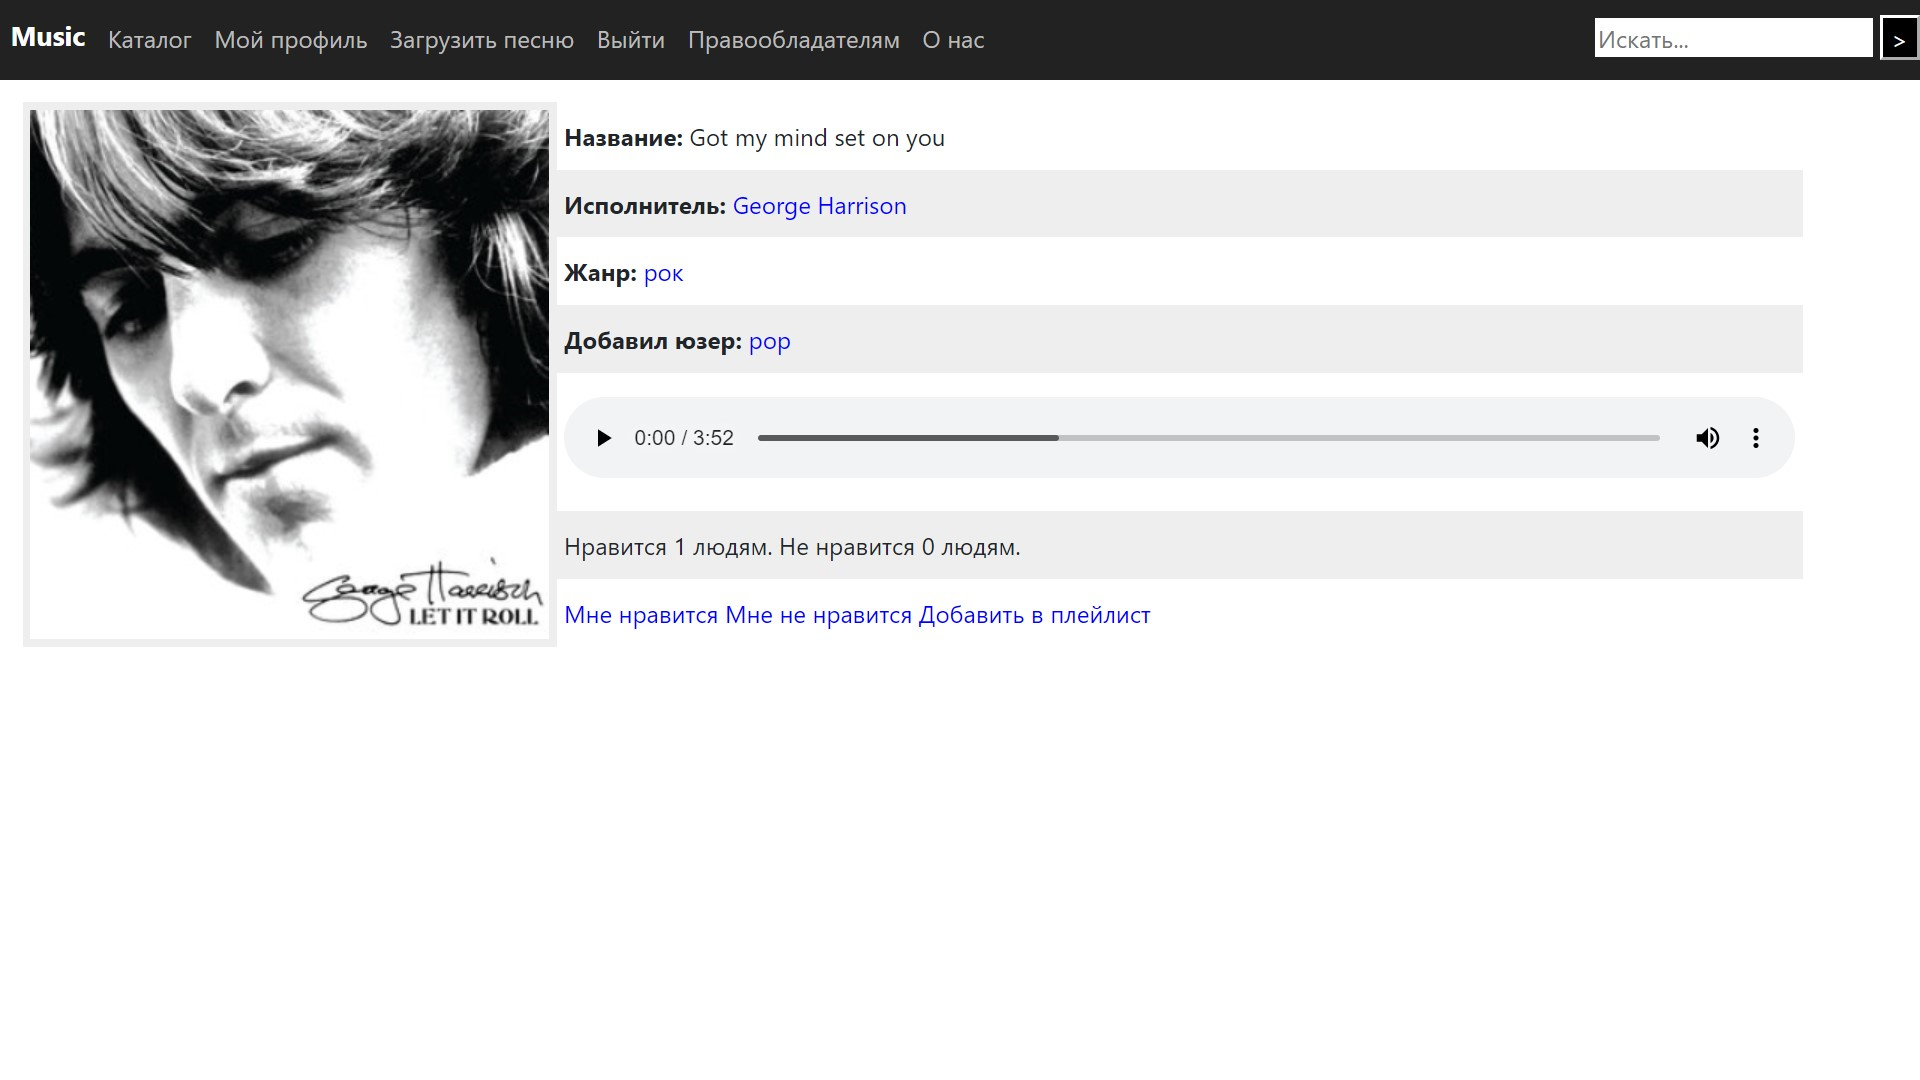 Music Каталог Мой профиль Загрузить песню Выйти Правообладателям О нас Искать... >
Название: Got my mind set on you
Исполнитель: George Harrison
Жанр: рок
Добавил юзер: pop
0:00 / 3:52
Нравится 1 людям. Не нравится 0 людям.
Мне нравится Мне не нравится Добавить в плейлист
George Harrison
LET IT ROLL